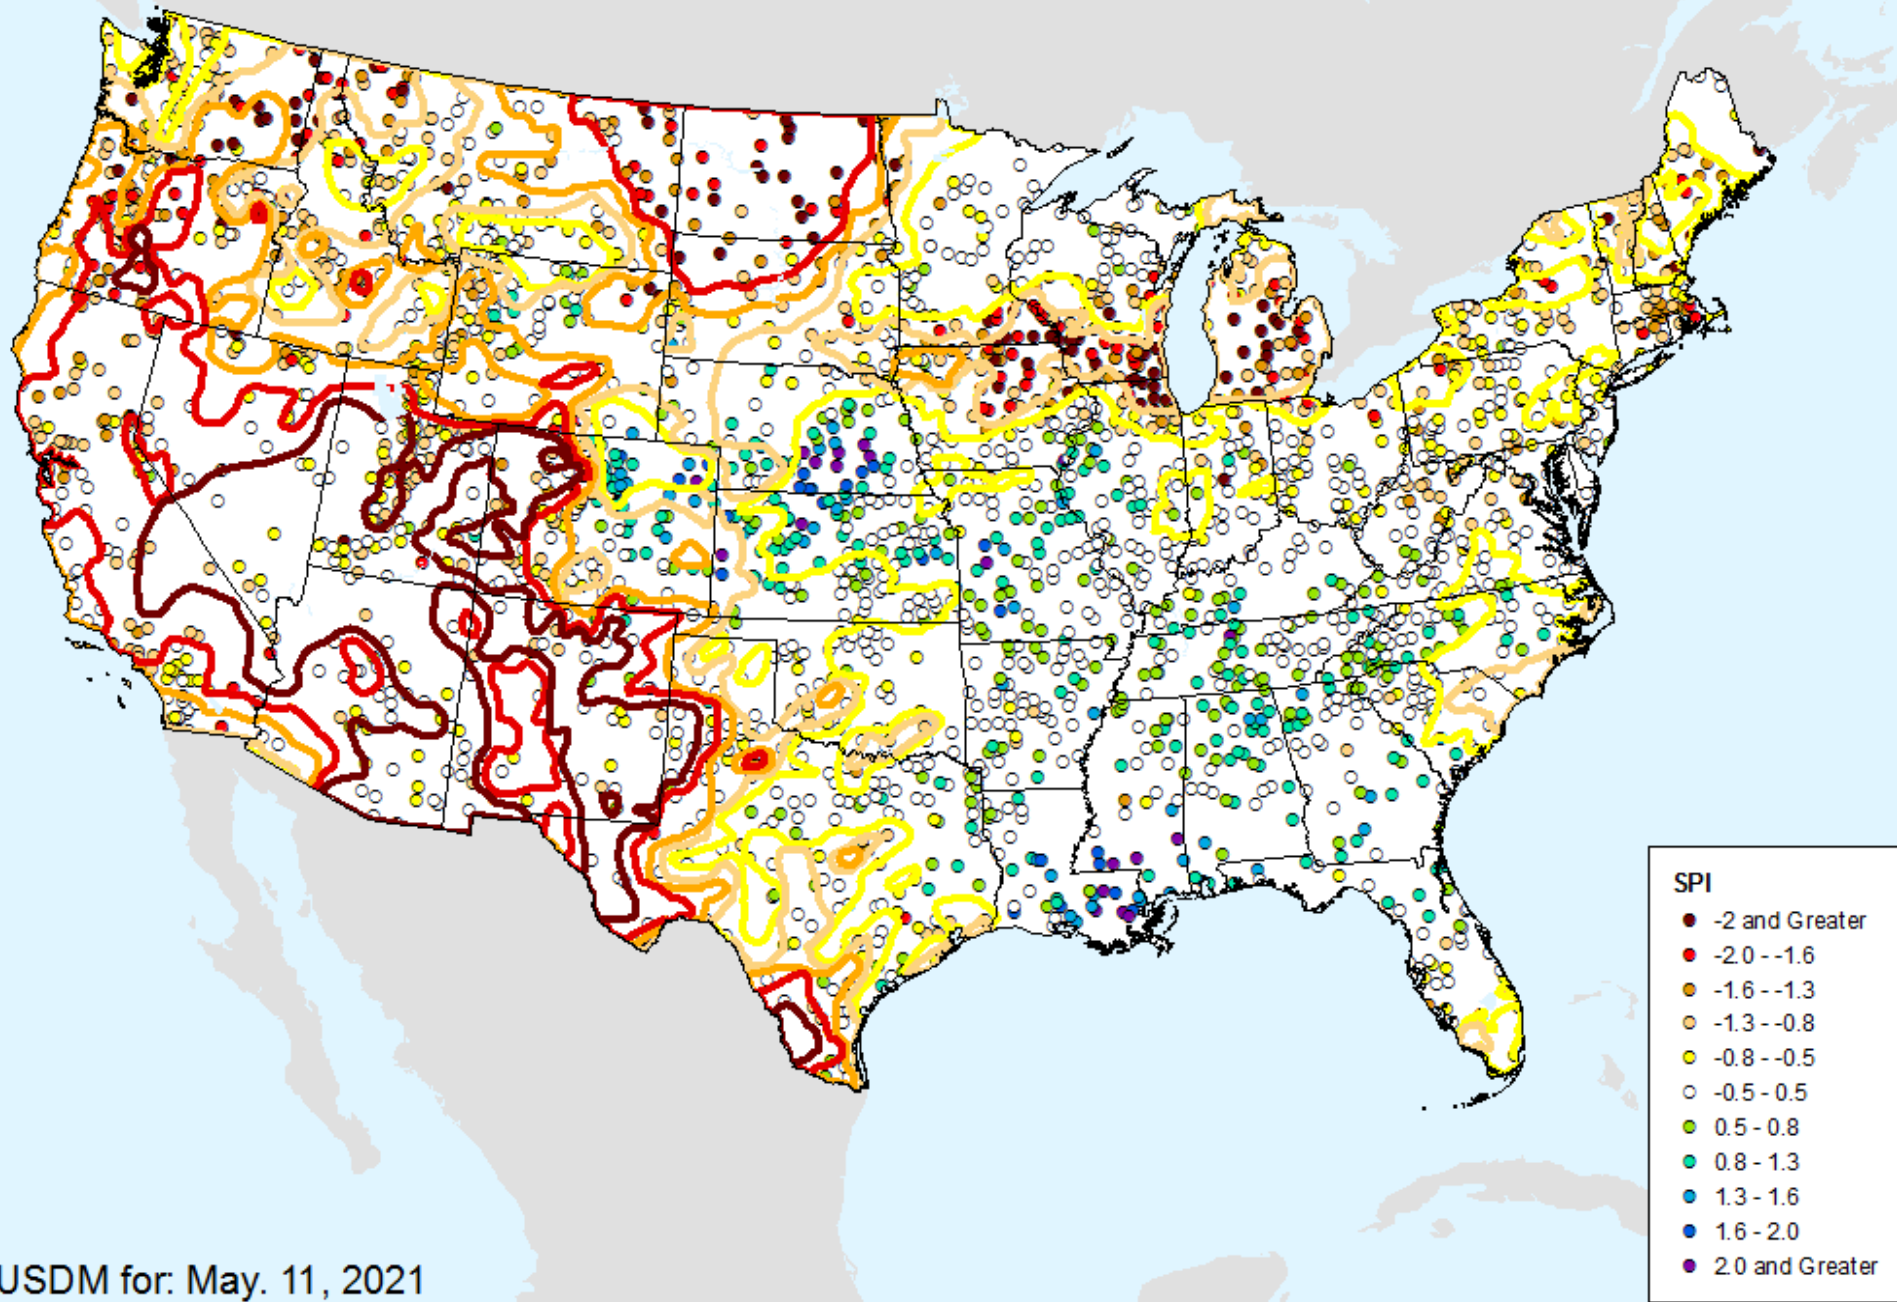 SPI
-2 and Greater
-2.0 - -1.6
-1.6 - -1.3
-1.3 - -0.8
-0.8 - -0.5
-0.5 - 0.5
0.5 - 0.8
0.8 - 1.3
1.3 - 1.6
1.6 - 2.0
2.0 and Greater
USDM for: May. 11, 2021